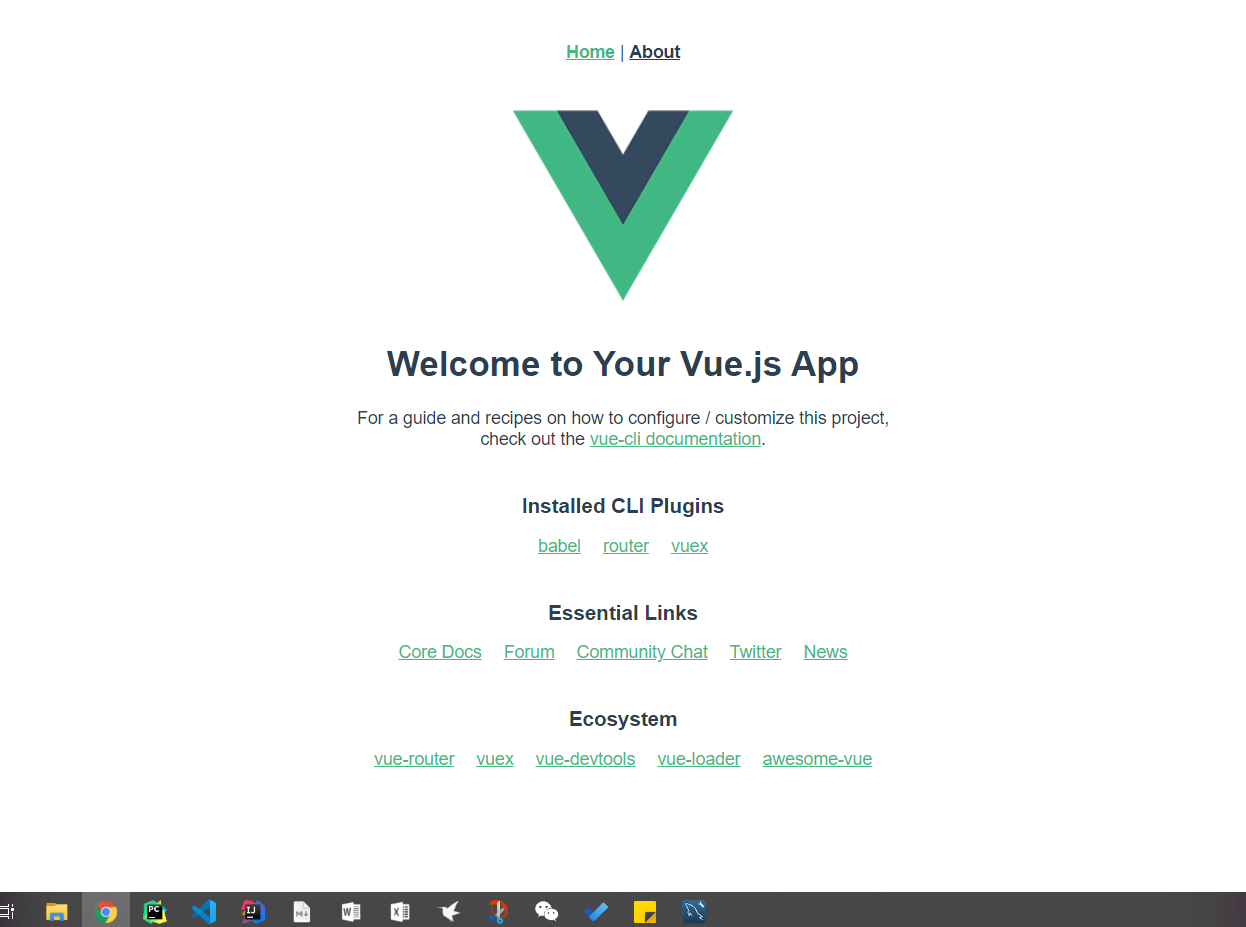 Home | About
Welcome to Your Vue.js App
For a guide and recipes on how to configure / customize this project,
check out the vue-cli documentation.
Installed CLI Plugins
babel router vuex
Essential Links
Core Docs Forum Community Chat Twitter News
Ecosystem
vue-router vuex vue-devtools vue-loader awesome-vue
PC IJ M↓ W X